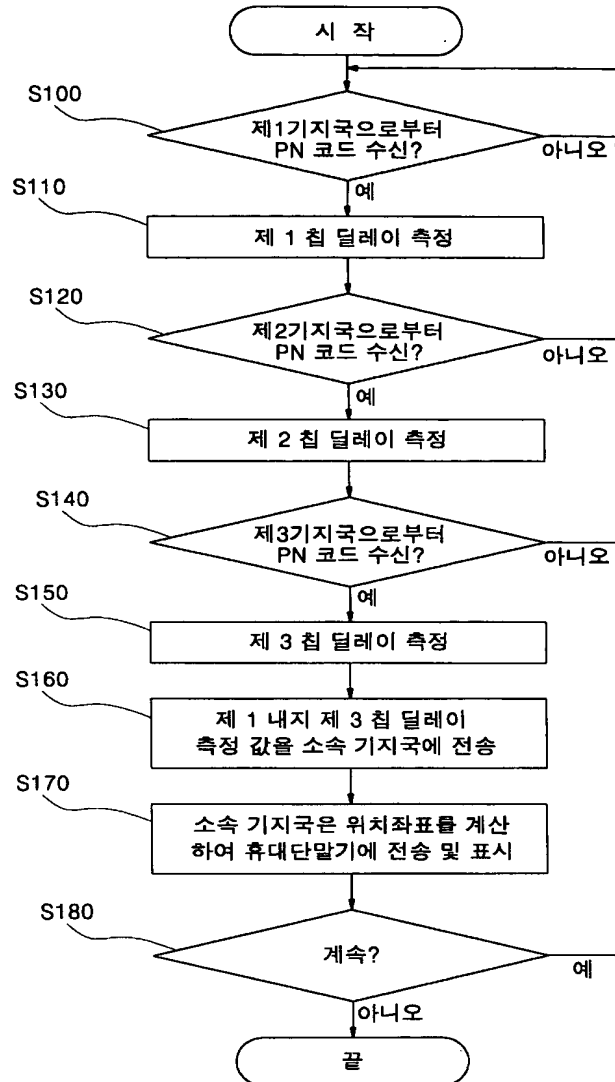 시 작
S100
제1기지국으로부터
PN 코드 수신?
아니오
예
S110
제 1 칩 딜레이 측정
S120
제2기지국으로부터
PN 코드 수신?
아니오
예
S130
제 2 칩 딜레이 측정
S140
제3기지국으로부터
PN 코드 수신?
아니오
예
S150
제 3 칩 딜레이 측정
S160
제 1 내지 제 3 칩 딜레이
측정 값을 소속 기지국에 전송
S170
소속 기지국은 위치좌표를 계산
하여 휴대단말기에 전송 및 표시
S180
계속?
예
아니오
끝